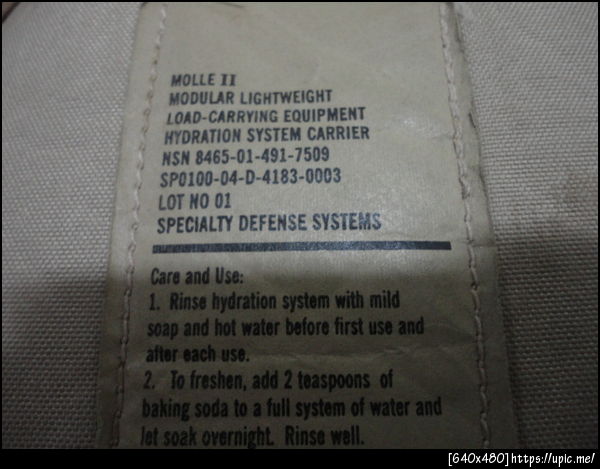 MOLLE II
MODULAR LIGHTWEIGHT
LOAD-CARRYING EQUIPMENT
HYDRATION SYSTEM CARRIER
NSN 8465-01-491-7509
SP0100-04-D-4183-0003
LOT NO 01
SPECIALTY DEFENSE SYSTEMS
Care and Use:
1. Rinse hydration system with mild
soap and hot water before first use and
after each use.
2. To freshen, add 2 teaspoons of
baking soda to a full system of water and
let soak overnight. Rinse well.
[640x480]https://upic.me/